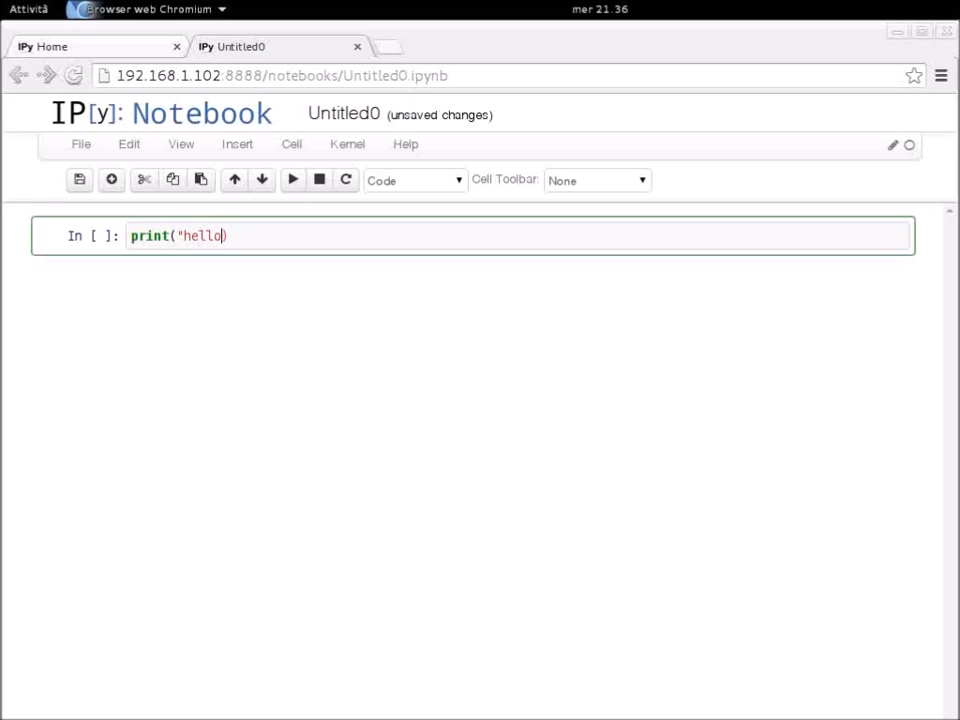 Attività Browser web Chromium mer 21.36
IPy Home IPy Untitled0
192.168.1.102:8888/notebooks/Untitled0.ipynb
IP[y]: Notebook Untitled0 (unsaved changes)
File Edit View Insert Cell Kernel Help
Code Cell Toolbar: None
In [ ]: print("hello)